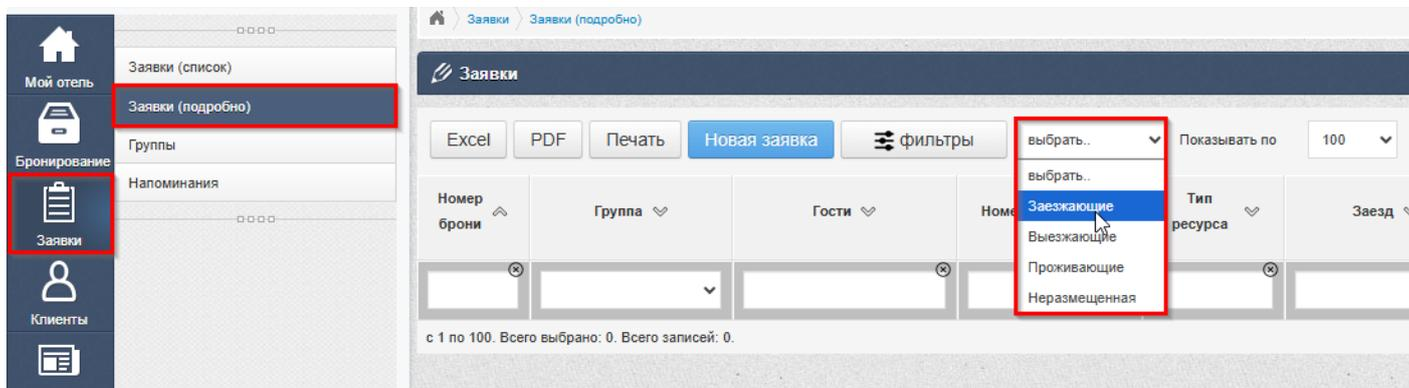 Заявки Заявки (подробно)
Мой отель
Заявки (список)
Заявки
Заявки (подробно)
Бронирование
Группы
Excel PDF Печать Новая заявка фильтры выбрать.. Показывать по 100
Напоминания
выбрать..
Заявки
Номер брони Группа Гости Номе Заезжающие Тип ресурса Заезд
Выезжающие
Проживающие
Неразмещенная
Клиенты
с 1 по 100. Всего выбрано: 0. Всего записей: 0.